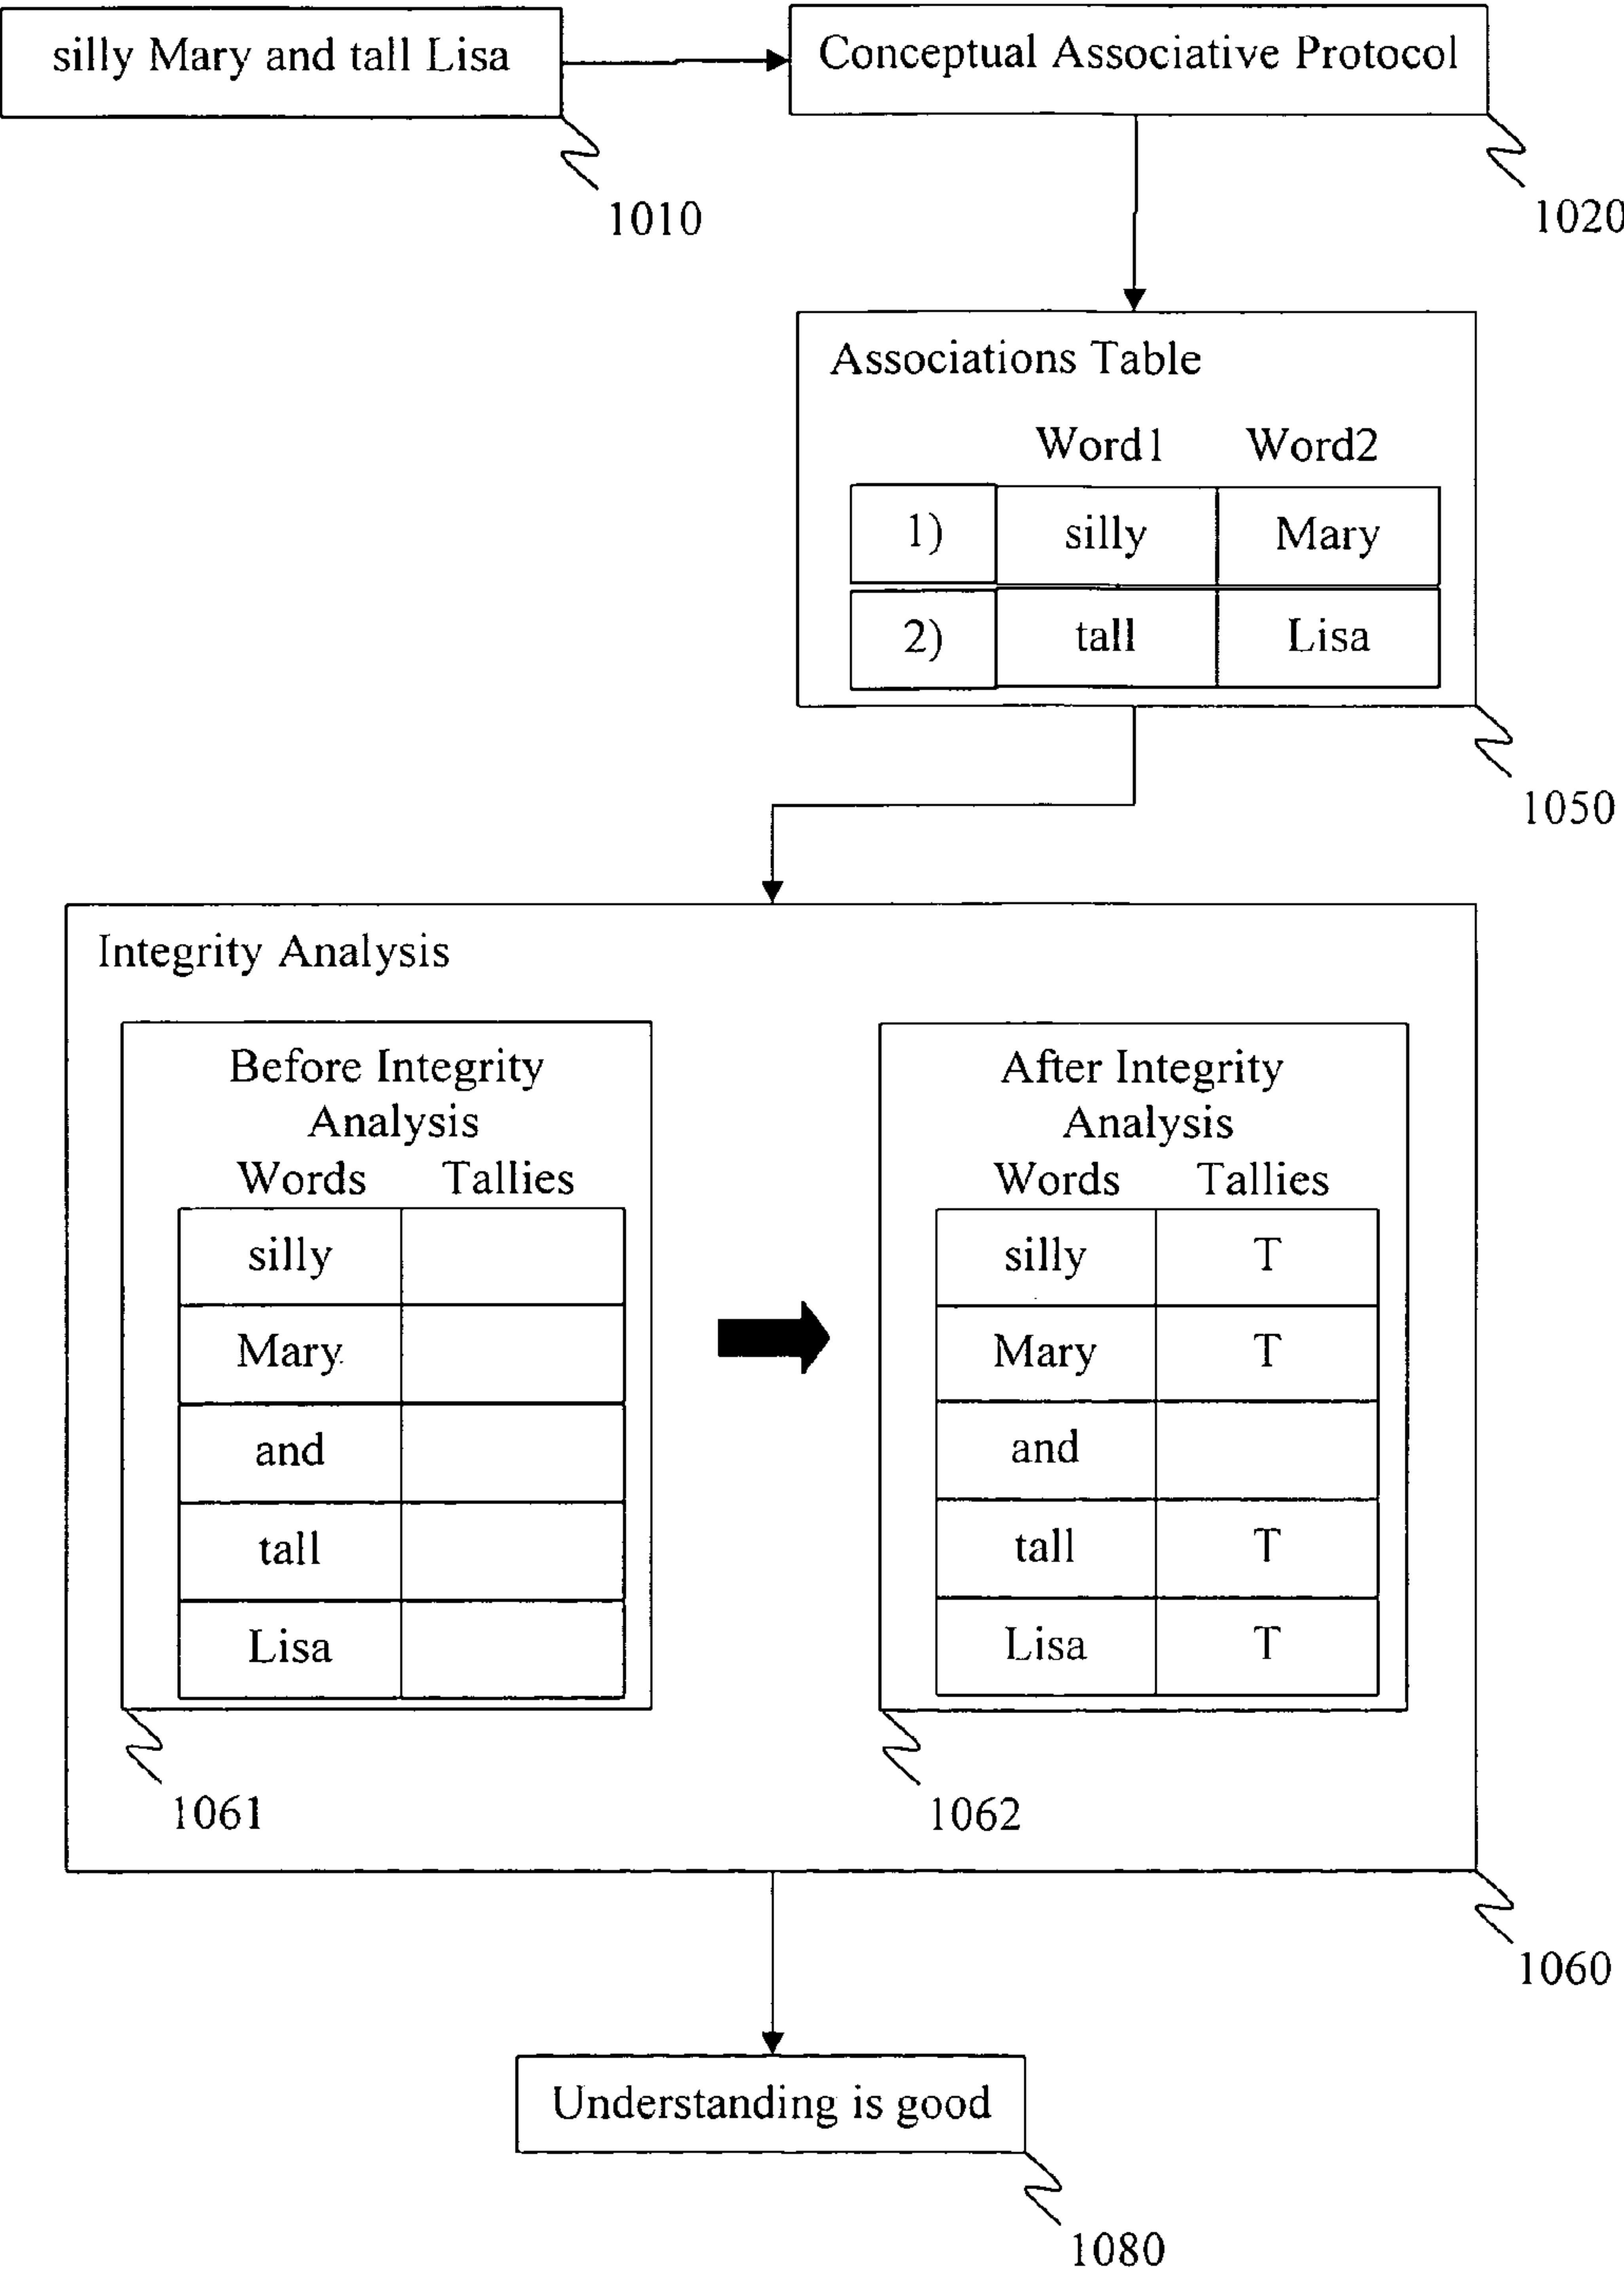 silly Mary and tall Lisa
1010
Conceptual Associative Protocol
1020
Associations Table
Word1 Word2
1) silly Mary
2) tall Lisa
1050
Integrity Analysis
Before Integrity
Analysis
Words Tallies
silly
Mary
and
tall
Lisa
1061
After Integrity
Analysis
Words Tallies
silly T
Mary T
and
tall T
Lisa T
1062
1060
Understanding is good
1080